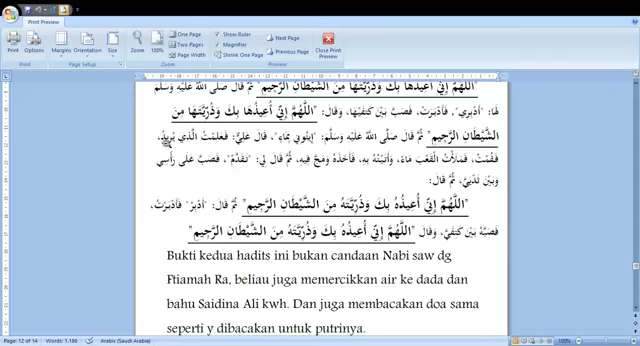 Print Preview
Print
Options
Margins
Orientation
Size
Zoom
100%
One Page
Two Pages
Page Width
Show Ruler
Magnifier
Shrink One Page
Next Page
Previous Page
Close Print Preview
Print
Page Setup
Zoom
Preview
اللَّهُمَّ إِنِّي أُعِيذُهَا بِكَ وَذُرِّيَّتَهَا مِنَ الشَّيْطَانِ الرَّجِيمِ" ثُمَّ قَالَ صَلَّى اللهُ عَلَيْهِ وَسَلَّمَ
لَهَا: "أَدْبِرِي"، فَأَدْبَرَتْ، فَصَبَّ بَيْنَ كَتِفَيْهَا، وَقَالَ: "اللَّهُمَّ إِنِّي أُعِيذُهَا بِكَ وَذُرِّيَّتَهَا مِنَ
الشَّيْطَانِ الرَّجِيمِ" ثُمَّ قَالَ صَلَّى اللهُ عَلَيْهِ وَسَلَّمَ: "اِيتُونِي بِمَاءٍ"، قَالَ عَلِيٌّ: فَعَلِمْتُ الَّذِي يُرِيدُ،
فَقُمْتُ، فَمَلَأْتُ الْقَعْبَ مَاءً، وَأَتَيْتُهُ بِهِ، فَأَخَذَهُ وَمَجَّ فِيهِ، ثُمَّ قَالَ لِي: "تَقَدَّمْ"، فَصَبَّ عَلَى رَأْسِي
وَبَيْنَ ثَدْيَيَّ، ثُمَّ قَالَ:
"اللَّهُمَّ إِنِّي أُعِيذُهُ بِكَ وَذُرِّيَّتَهُ مِنَ الشَّيْطَانِ الرَّجِيمِ" ثُمَّ قَالَ: "أَدْبِرْ" فَأَدْبَرْتُ،
فَصَبَّهُ بَيْنَ كَتِفَيَّ، وَقَالَ "اللَّهُمَّ إِنِّي أُعِيذُهُ بِكَ وَذُرِّيَّتَهُ مِنَ الشَّيْطَانِ الرَّجِيمِ"
Bukti kedua hadits ini bukan candaan Nabi saw dg
Ftiamah Ra, beliau juga memercikkan air ke dada dan
bahu Saidina Ali kwh. Dan juga membacakan doa sama
seperti y dibacakan untuk putrinya.
Page: 12 of 14
Words: 1.186
Arabic (Saudi Arabia)
100%